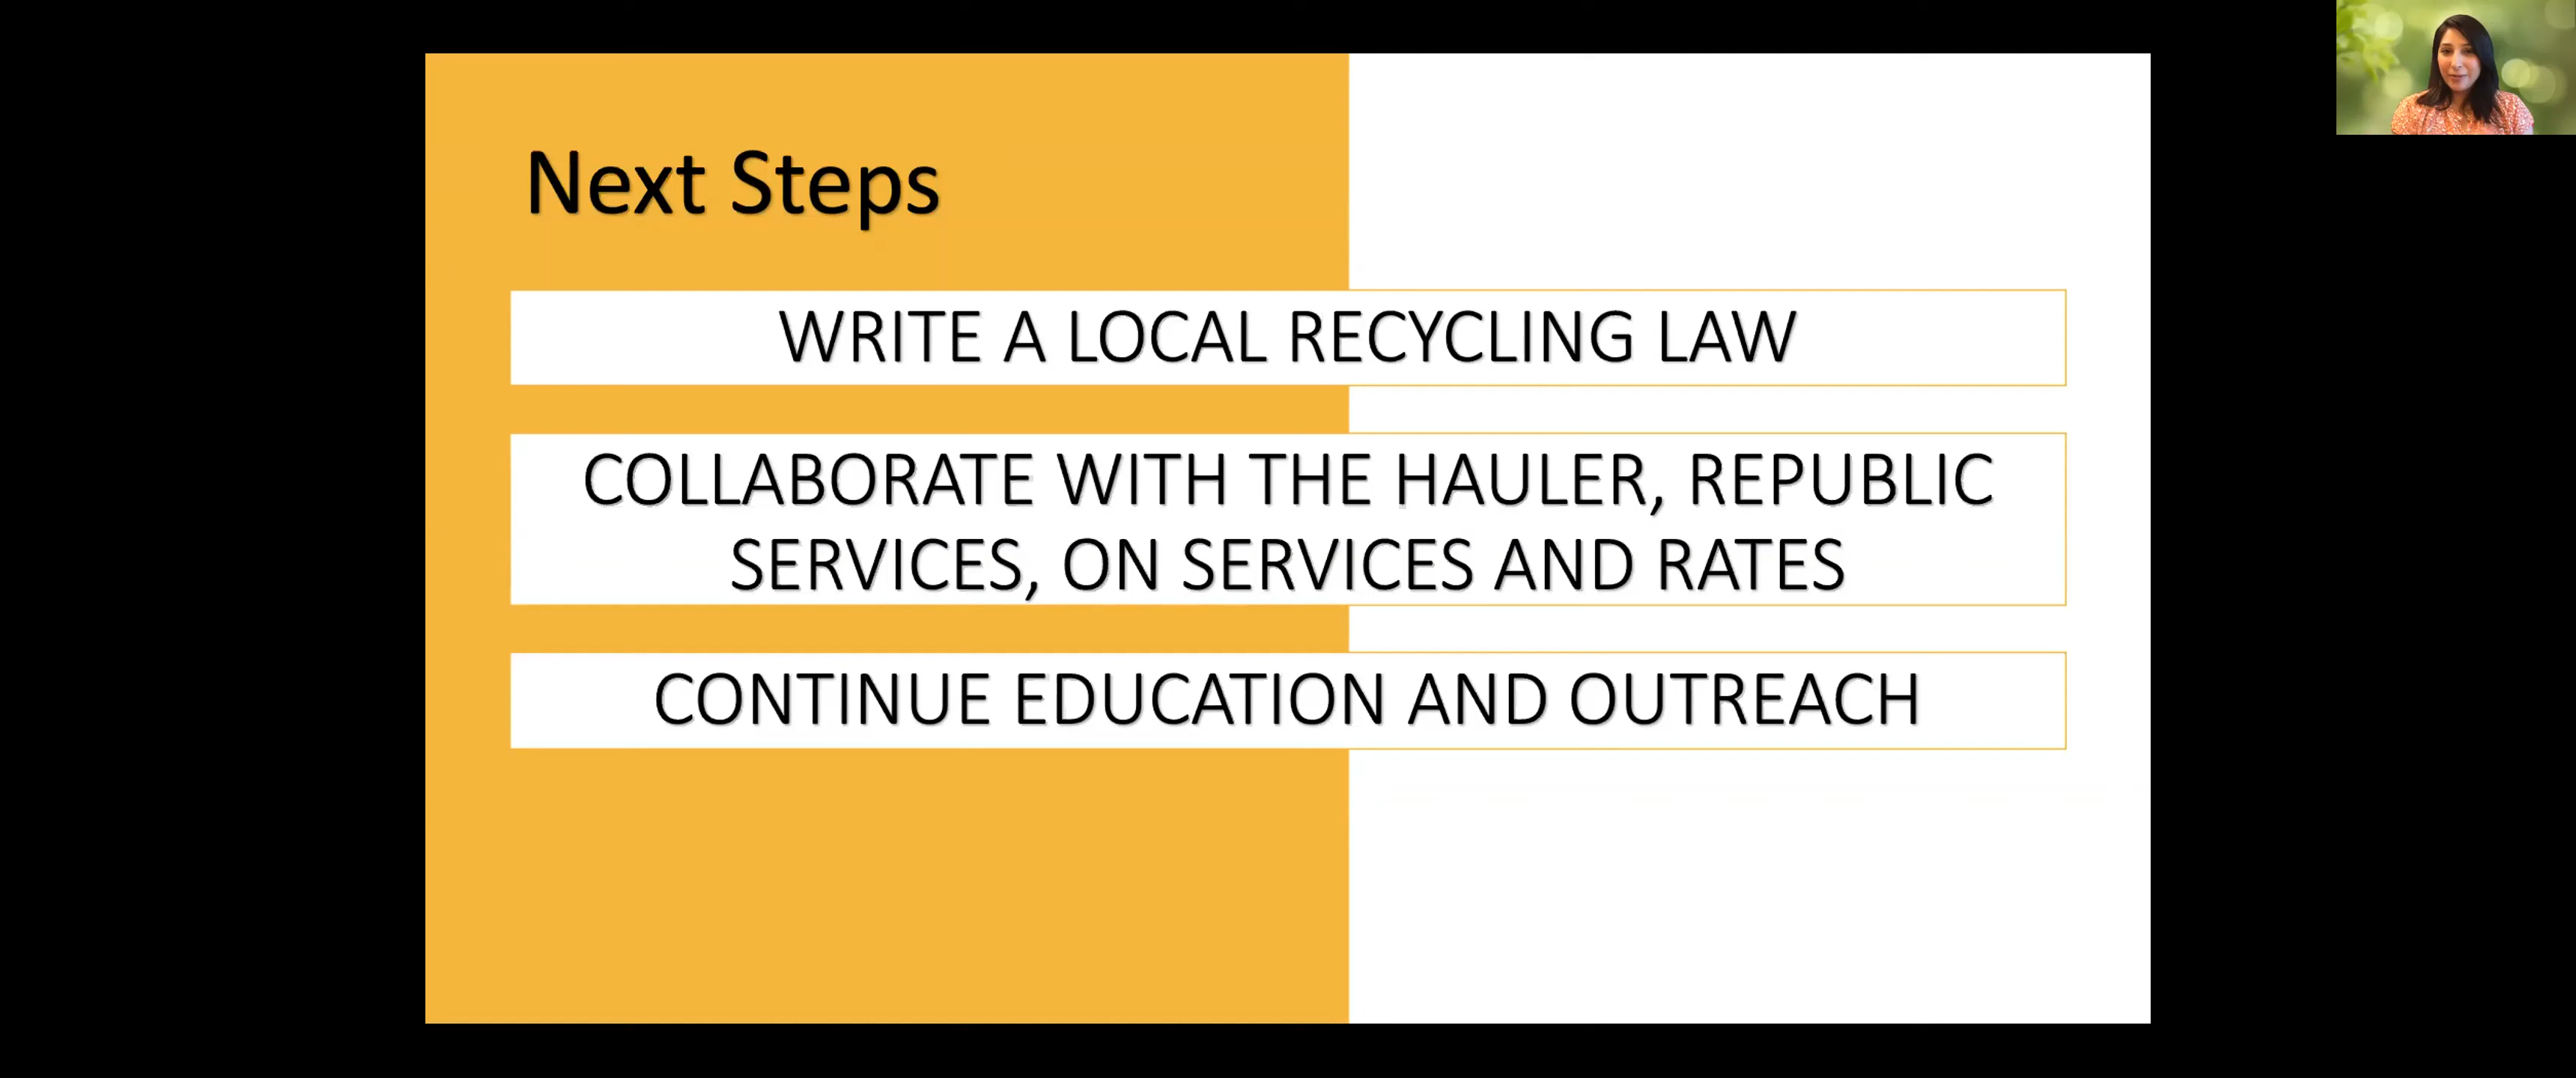 Next Steps
WRITE A LOCAL RECYCLING LAW
COLLABORATE WITH THE HAULER, REPUBLIC
SERVICES, ON SERVICES AND RATES
CONTINUE EDUCATION AND OUTREACH